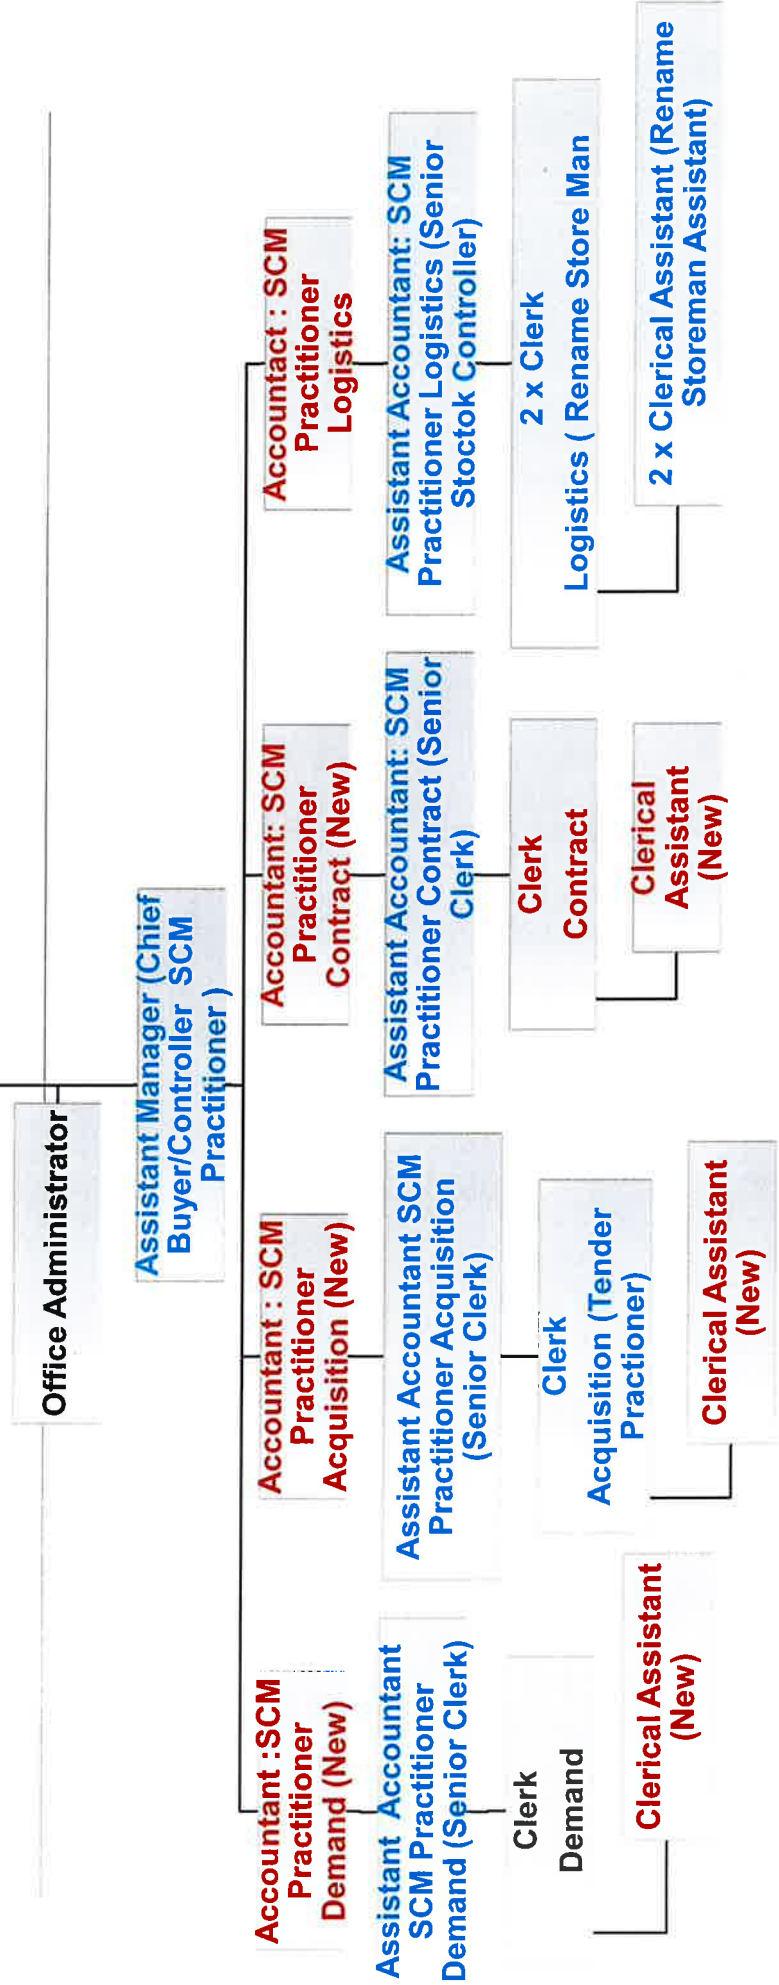 Office Administrator
Assistant Manager (Chief
Buyer/Controller SCM
Practitioner )
Accountant :SCM
Practitioner
Demand (New)
Assistant Accountant
SCM Practitioner
Demand (Senior Clerk)
Clerk
Demand
Clerical Assistant
(New)
Accountant : SCM
Practitioner
Acquisition (New)
Assistant Accountant SCM
Practitioner Acquisition
(Senior Clerk)
Clerk
Acquisition (Tender
Practioner)
Clerical Assistant
(New)
Accountant: SCM
Practitioner
Contract (New)
Assistant Accountant: SCM
Practitioner Contract (Senior
Clerk)
Clerk
Contract
Clerical
Assistant
(New)
Accountact : SCM
Practitioner
Logistics
Assistant Accountant: SCM
Practitioner Logistics (Senior
Stoctok Controller)
2 x Clerk
Logistics ( Rename Store Man
2 x Clerical Assistant (Rename
Storeman Assistant)